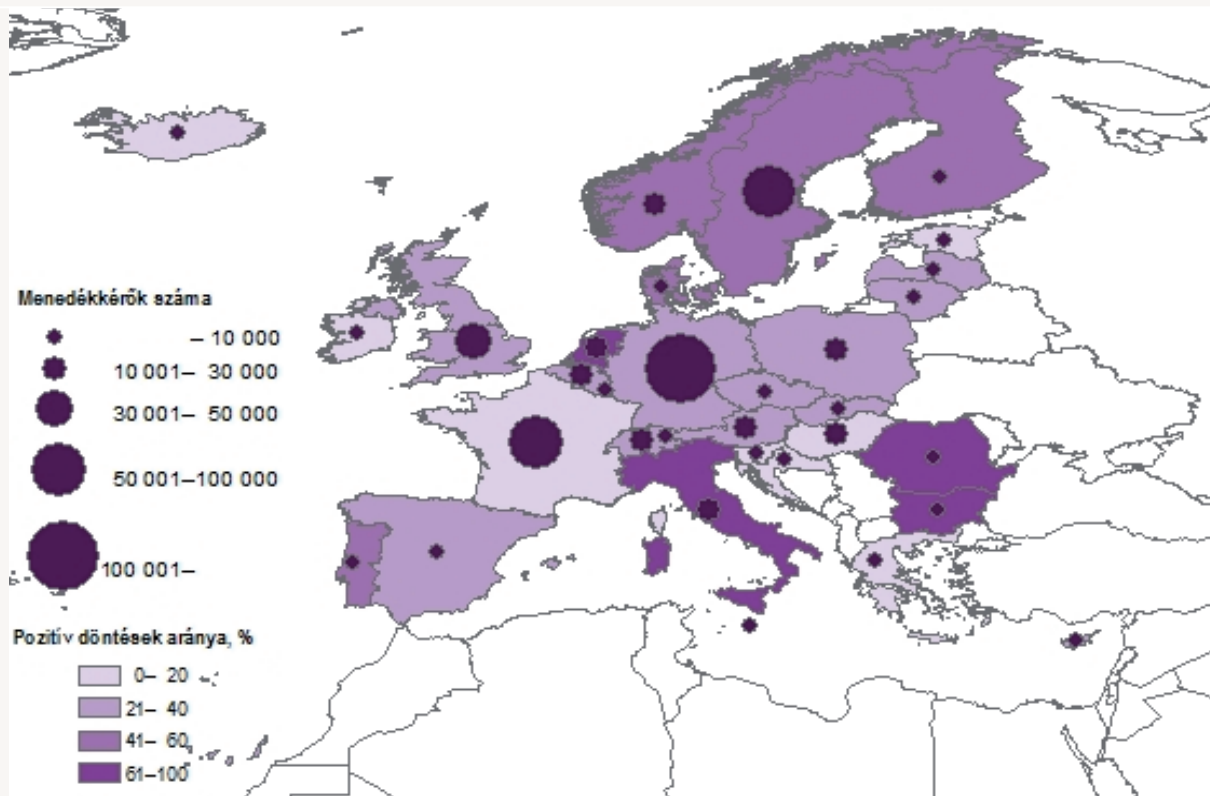 Menedékkérők száma
– 10 000
10 001– 30 000
30 001– 50 000
50 001–100 000
100 001–
Pozitív döntések aránya, %
0– 20
21– 40
41– 60
61–100